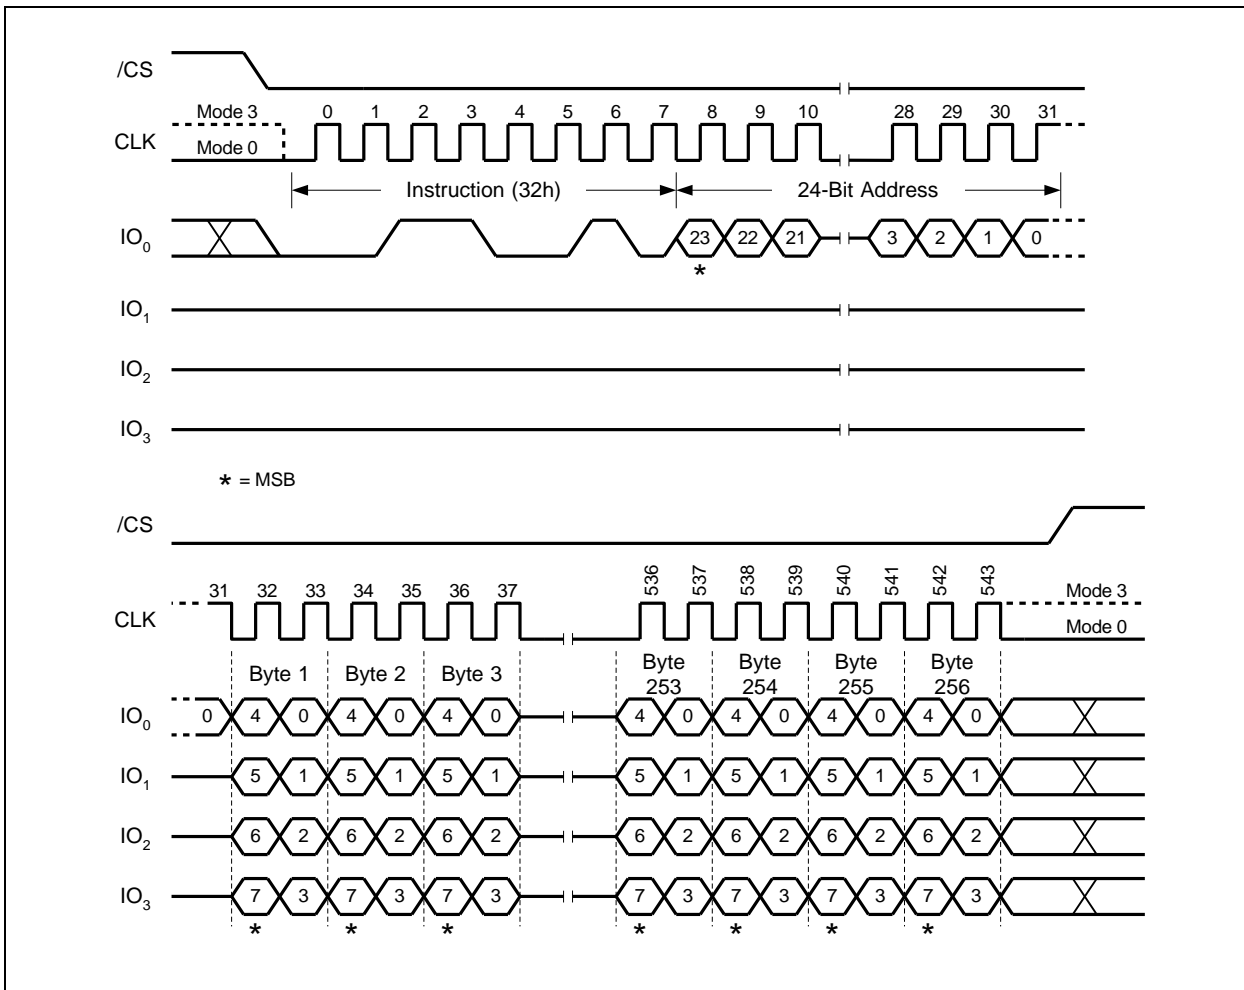 /CS
Mode 3 0 1 2 3 4 5 6 7 8 9 10 28 29 30 31
CLK
Mode 0
Instruction (32h) 24-Bit Address
IO0 23 22 21 3 2 1 0
*
IO1
IO2
IO3
* = MSB
/CS
31 32 33 34 35 36 37 536 537 538 539 540 541 542 543
Mode 3
CLK
Mode 0
Byte 1 Byte 2 Byte 3 Byte 253 Byte 254 Byte 255 Byte 256
IO0 0 4 0 4 0 4 0 4 0 4 0 4 0 4 0
IO1 5 1 5 1 5 1 5 1 5 1 5 1 5 1
IO2 6 2 6 2 6 2 6 2 6 2 6 2 6 2
IO3 7 3 7 3 7 3 7 3 7 3 7 3 7 3
* * * * * * *